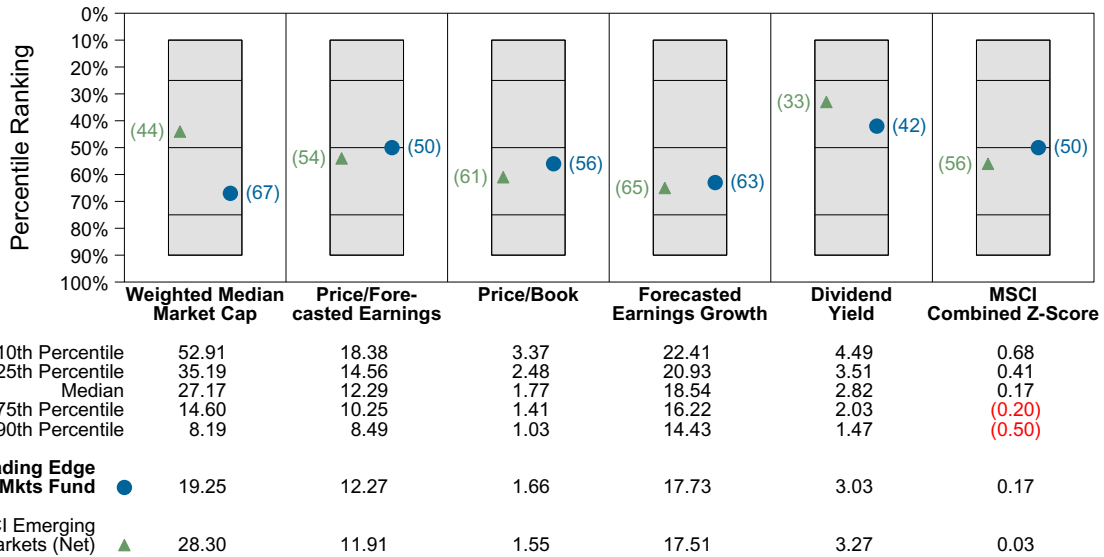 Percentile Ranking
0%
10%
20%
30%
40%
50%
60%
70%
80%
90%
100%
(44)
(67)
(54)
(50)
(61)
(56)
(65)
(63)
(33)
(42)
(56)
(50)
Weighted Median Market Cap
Price/Fore-casted Earnings
Price/Book
Forecasted Earnings Growth
Dividend Yield
MSCI Combined Z-Score
10th Percentile 52.91 18.38 3.37 22.41 4.49 0.68
25th Percentile 35.19 14.56 2.48 20.93 3.51 0.41
Median 27.17 12.29 1.77 18.54 2.82 0.17
75th Percentile 14.60 10.25 1.41 16.22 2.03 (0.20)
90th Percentile 8.19 8.49 1.03 14.43 1.47 (0.50)
Edge
Mkts Fund 19.25 12.27 1.66 17.73 3.03 0.17
Emerging
(Net) 28.30 11.91 1.55 17.51 3.27 0.03